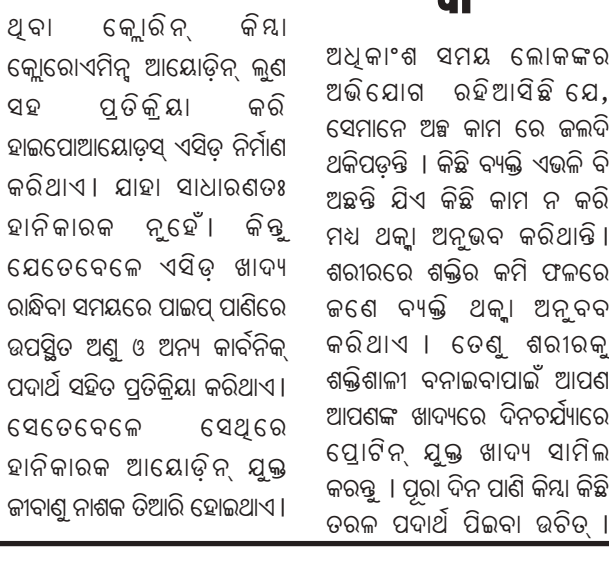 ଥିବା କ୍ଲୋରିନ୍ କିମ୍ବା
କ୍ଲୋରୋଏମିନ୍ସ ଆୟୋଡ଼ିନ୍ ଲୁଣ
ସହ ପ୍ରତିକ୍ରିୟା କରି
ହାଇପୋଆୟୋଡ଼ସ୍ ଏସିଡ଼ ନିର୍ମାଣ
କରିଥାଏ। ଯାହା ସାଧାରଣତଃ
ହାନିକାରକ ନୁହେଁ। କିନ୍ତୁ
ଯେତେବେଳେ ଏସିଡ଼ ଖାଦ୍ୟ
ରାନ୍ଧିବା ସମୟରେ ପାଇପ୍ ପାଣିରେ
ଉପସ୍ଥିତ ଅଣୁ ଓ ଅନ୍ୟ କାର୍ବନିକ୍
ପଦାର୍ଥ ସହିତ ପ୍ରତିକ୍ରିୟା କରିଥାଏ।
ସେତେବେଳେ ସେଥିରେ
ହାନିକାରକ ଆୟୋଡ଼ିନ୍ ଯୁକ୍ତ
ଜୀବାଣୁ ନାଶକ ତିଆରି ହୋଇଥାଏ।
ଅଧିକାଂଶ ସମୟ ଲୋକଙ୍କର
ଅଭିଯୋଗ ରହିଆସିଛି ଯେ,
ସେମାନେ ଅଳ୍ପ କାମ ରେ ଜଲଦି
ଥକିପଡ଼ନ୍ତି । କିଛି ବ୍ୟକ୍ତି ଏଭଳି ବି
ଅଛନ୍ତି ଯିଏ କିଛି କାମ ନ କରି
ମଧ୍ୟ ଥକ୍କା ଅନୁଭବ କରିଥାନ୍ତି।
ଶରୀରରେ ଶକ୍ତିର କମି ଫଳରେ
ଜଣେ ବ୍ୟକ୍ତି ଥକ୍କା ଅନୁବବ
କରିଥାଏ । ତେଣୁ ଶରୀରକୁ
ଶକ୍ତିଶାଳୀ ବନାଇବାପାଇଁ ଆପଣ
ଆପଣଙ୍କ ଖାଦ୍ୟରେ ଦିନଚର୍ଯ୍ୟାରେ
ପ୍ରୋଟିନ୍ ଯୁକ୍ତ ଖାଦ୍ୟ ସାମିଲ
କରନ୍ତୁ । ପୂରା ଦିନ ପାଣି କିମ୍ବା କିଛି
ତରଳ ପଦାର୍ଥ ପିଇବା ଉଚିତ୍ ।